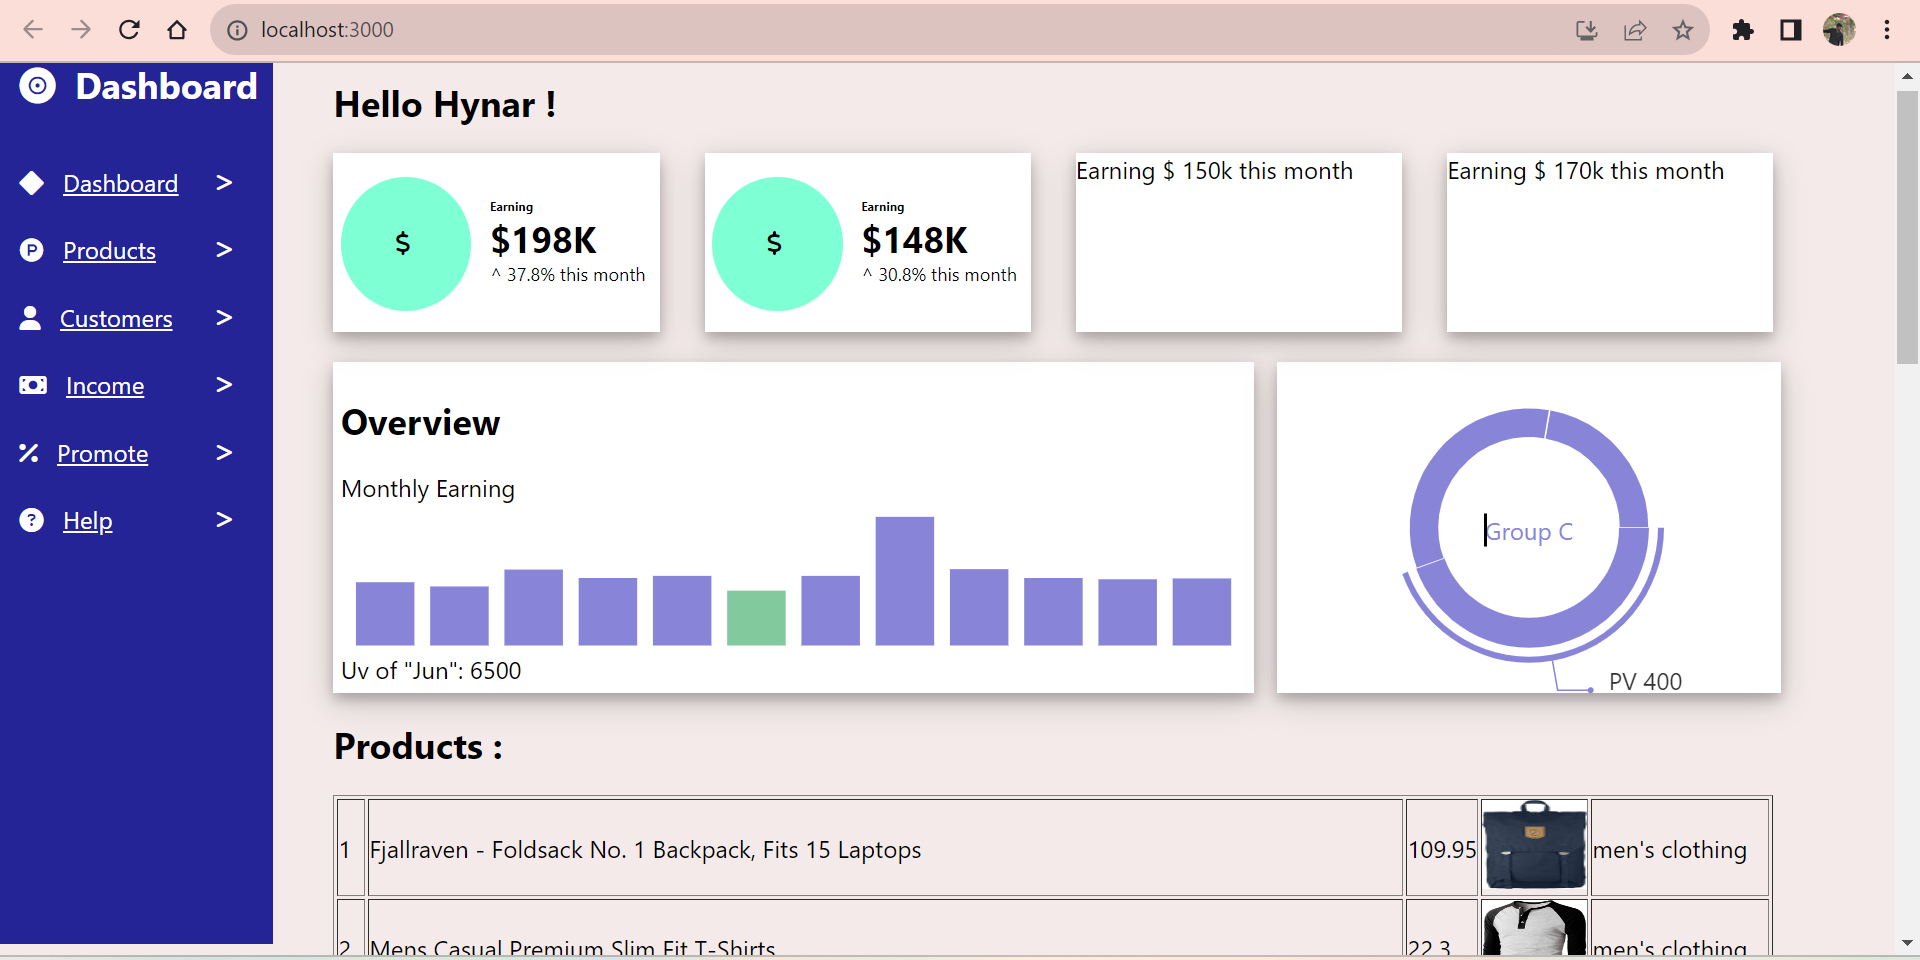 localhost:3000
Dashboard
Dashboard >
Products >
Customers >
Income >
Promote >
Help >
Hello Hynar !
Earning
$
$198K
^ 37.8% this month
Earning
$
$148K
^ 30.8% this month
Earning $ 150k this month
Earning $ 170k this month
Overview
Monthly Earning
Uv of "Jun": 6500
Group C
PV 400
Products :
1 Fjallraven - Foldsack No. 1 Backpack, Fits 15 Laptops 109.95 men's clothing
2 Mens Casual Premium Slim Fit T-Shirts 22.3 men's clothing